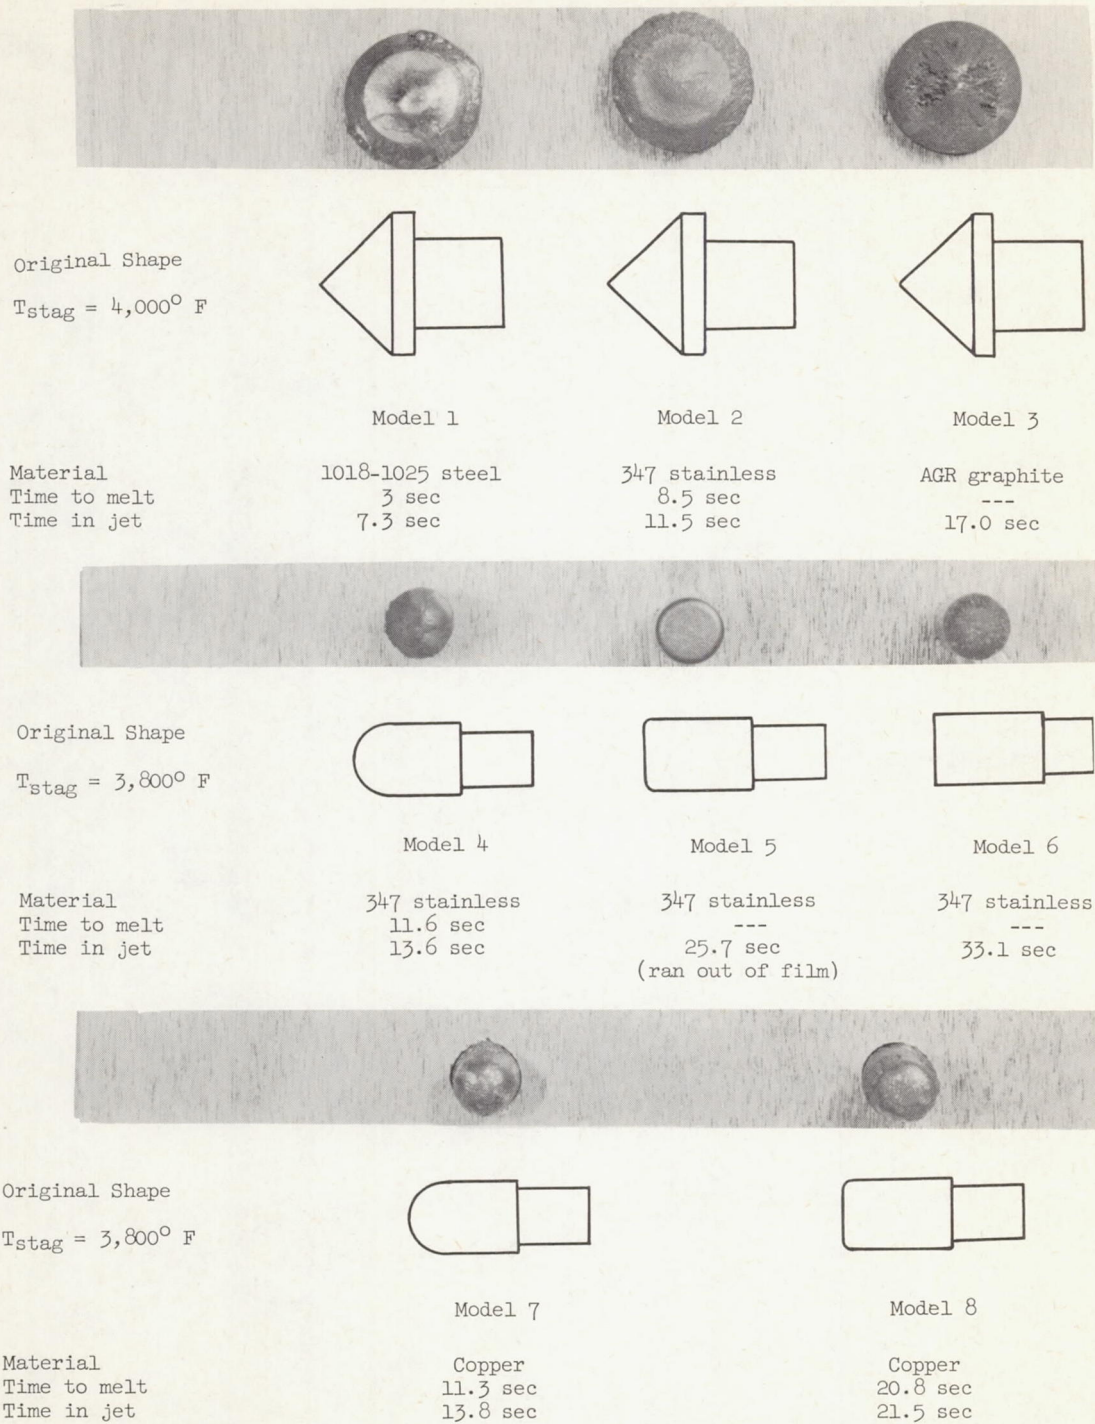 Original Shape
Tstag = 4,000° F
Model 1 Model 2 Model 3
Material 1018-1025 steel 347 stainless AGR graphite
Time to melt 3 sec 8.5 sec ---
Time in jet 7.3 sec 11.5 sec 17.0 sec
Original Shape
Tstag = 3,800° F
Model 4 Model 5 Model 6
Material 347 stainless 347 stainless 347 stainless
Time to melt 11.6 sec --- ---
Time in jet 13.6 sec 25.7 sec 33.1 sec
(ran out of film)
Original Shape
Tstag = 3,800° F
Model 7 Model 8
Material Copper Copper
Time to melt 11.3 sec 20.8 sec
Time in jet 13.8 sec 21.5 sec